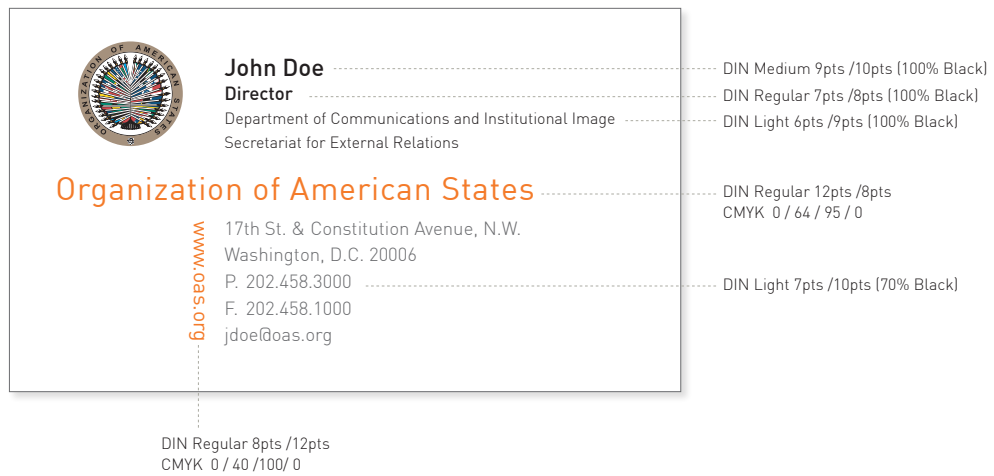 ORGANIZATION OF AMERICAN STATES
John Doe
Director
Department of Communications and Institutional Image
Secretariat for External Relations
Organization of American States
www.oas.org
17th St. & Constitution Avenue, N.W.
Washington, D.C. 20006
P. 202.458.3000
F. 202.458.1000
jdoe@oas.org
DIN Medium 9pts /10pts (100% Black)
DIN Regular 7pts /8pts (100% Black)
DIN Light 6pts /9pts (100% Black)
DIN Regular 12pts /8pts
CMYK 0 / 64 / 95 / 0
DIN Light 7pts /10pts (70% Black)
DIN Regular 8pts /12pts
CMYK 0 / 40 /100/ 0